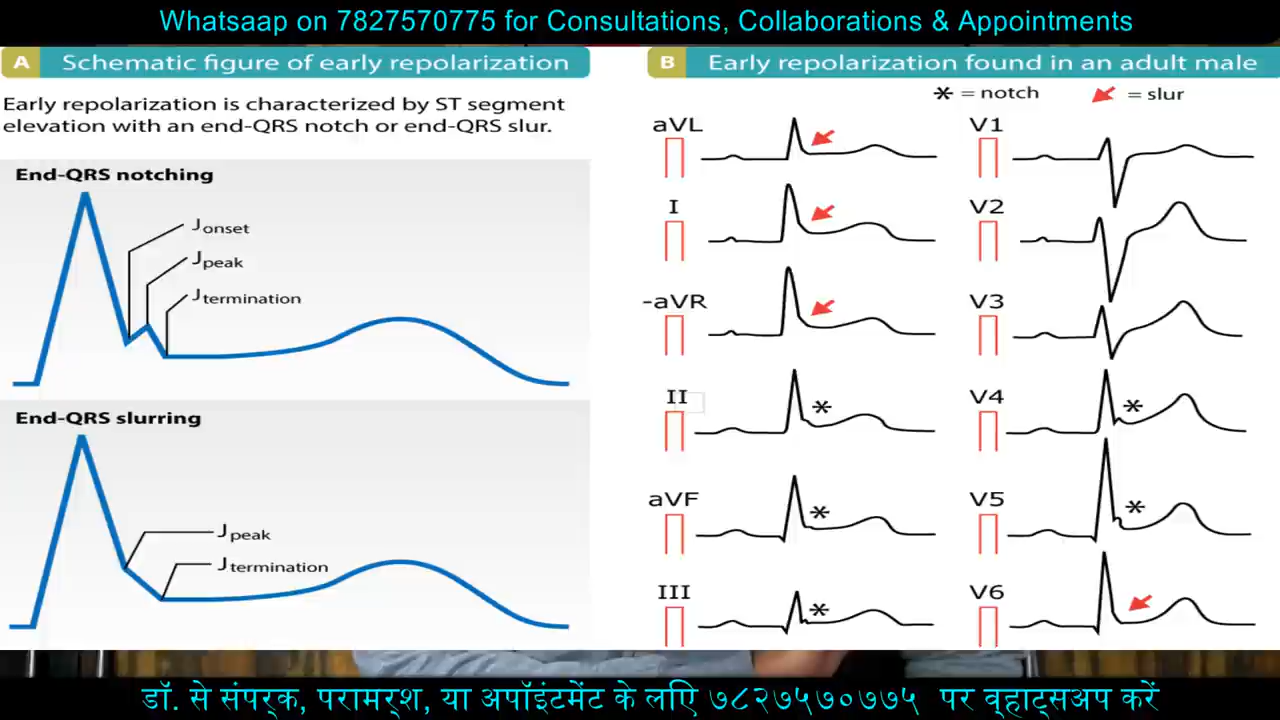 Whatsaap on 7827570775 for Consultations, Collaborations & Appointments
A Schematic figure of early repolarization
Early repolarization is characterized by ST segment
elevation with an end-QRS notch or end-QRS slur.
End-QRS notching
Jonset
Jpeak
Jtermination
End-QRS slurring
Jpeak
Jtermination
B Early repolarization found in an adult male
* = notch = slur
aVL
I
-aVR
II
*
aVF
*
III
*
V1
V2
V3
V4
*
V5
*
V6
डॉ. से संपर्क, परामर्श, या अपॉइंटमेंट के लिए ७८२७५७०७७५ पर व्हाट्सअप करें